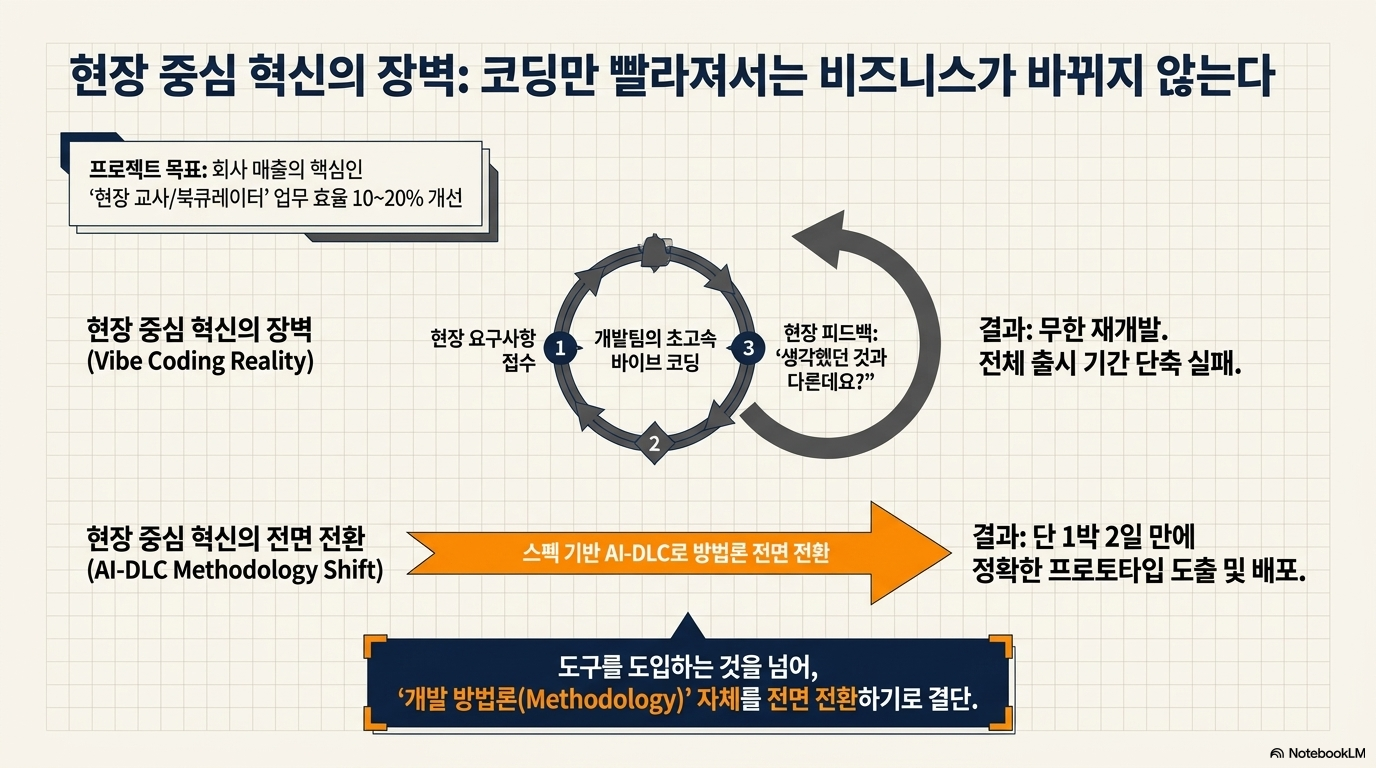 현장 중심 혁신의 장벽: 코딩만 빨라져서는 비즈니스가 바뀌지 않는다
프로젝트 목표: 회사 매출의 핵심인
‘현장 교사/북큐레이터’ 업무 효율 10~20% 개선
현장 중심 혁신의 장벽
(Vibe Coding Reality)
현장 요구사항
접수
1
개발팀의 초고속
바이브 코딩
2
3
현장 피드백:
‘생각했던 것과
다른데요?”
결과: 무한 재개발.
전체 출시 기간 단축 실패.
현장 중심 혁신의 전면 전환
(AI-DLC Methodology Shift)
스펙 기반 AI-DLC로 방법론 전면 전환
결과: 단 1박 2일 만에
정확한 프로토타입 도출 및 배포.
도구를 도입하는 것을 넘어,
‘개발 방법론(Methodology)’ 자체를 전면 전환하기로 결단.
NotebookLM